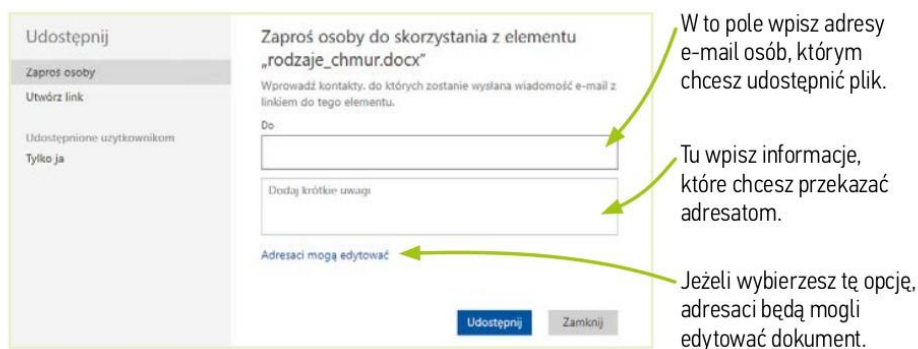 Udostępnij
Zaproś osoby
Utwórz link
Udostępnione użytkownikom
Tylko ja
Zaproś osoby do skorzystania z elementu
„rodzaje_chmur.docx"
Wprowadź kontakty, do których zostanie wysłana wiadomość e-mail z
linkiem do tego elementu.
Do
Dodaj krótkie uwagi
Adresaci mogą edytować
Udostępnij
Zamknij
W to pole wpisz adresy
e-mail osób, którym
chcesz udostępnić plik.
Tu wpisz informacje,
które chcesz przekazać
adresatom.
Jeżeli wybierzesz tę opcję,
adresaci będą mogli
edytować dokument.